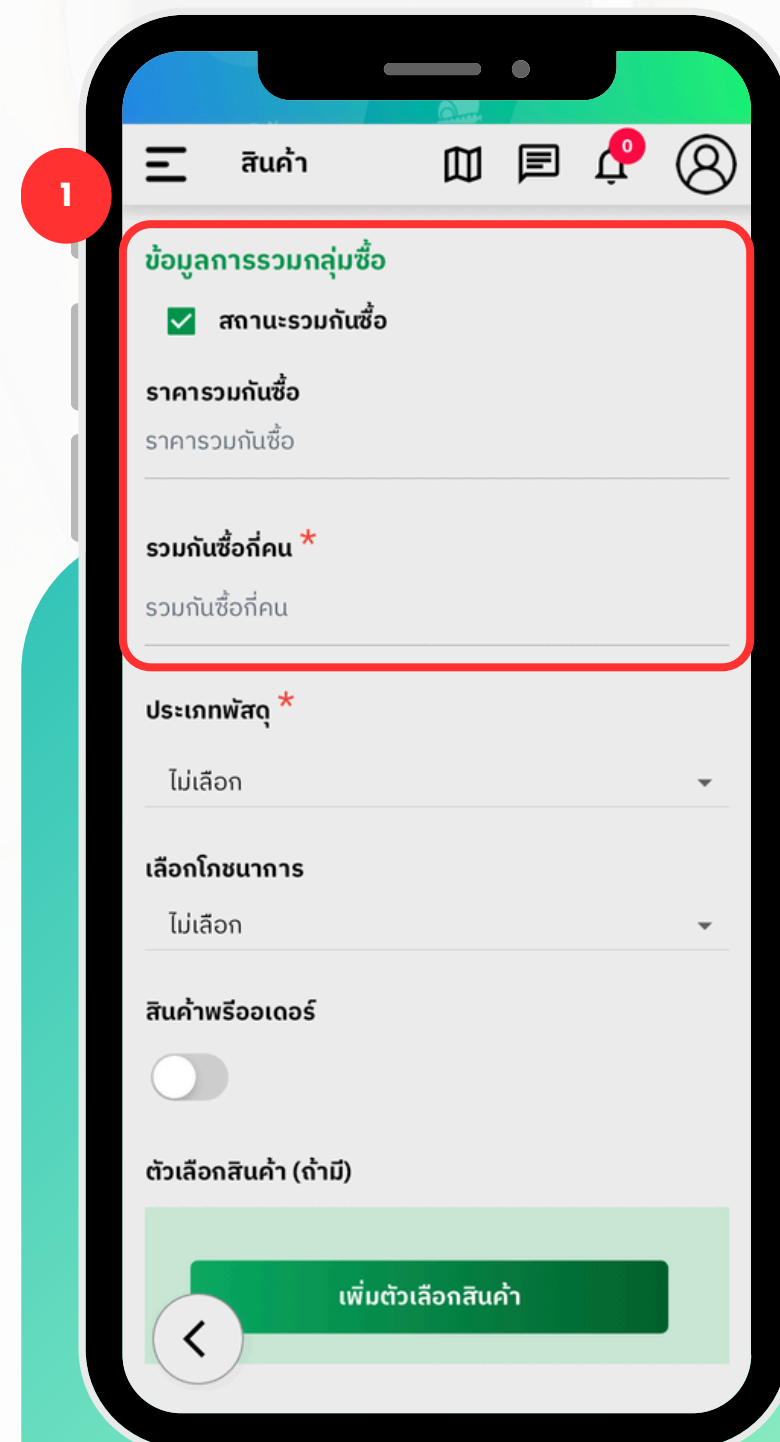 1
สินค้า
0
ข้อมูลการรวมกลุ่มซื้อ
สถานะรวมกันซื้อ
ราคารวมกันซื้อ
ราคารวมกันซื้อ
รวมกันซื้อกี่คน *
รวมกันซื้อกี่คน
ประเภทพัสดุ *
ไม่เลือก
เลือกโภชนาการ
ไม่เลือก
สินค้าพรีออเดอร์
ตัวเลือกสินค้า (ถ้ามี)
เพิ่มตัวเลือกสินค้า